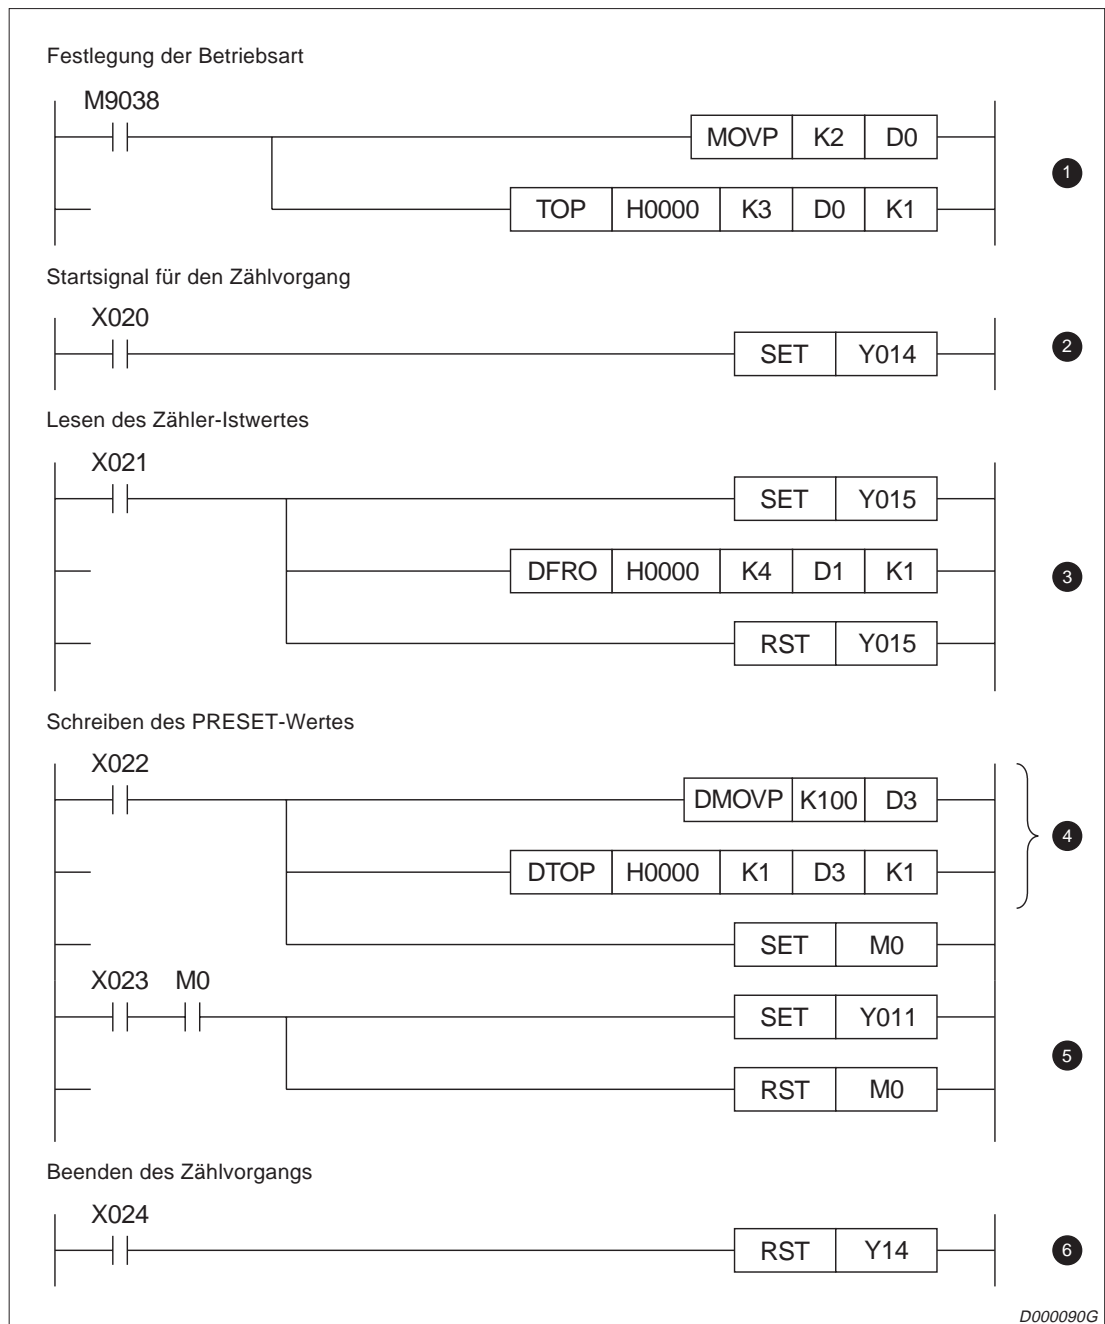 Festlegung der Betriebsart
M9038
MOVP K2 D0
1
TOP H0000 K3 D0 K1
Startsignal für den Zählvorgang
X020
SET Y014
2
Lesen des Zähler-Istwertes
X021
SET Y015
DFRO H0000 K4 D1 K1
3
RST Y015
Schreiben des PRESET-Wertes
X022
DMOVP K100 D3
4
DTOP H0000 K1 D3 K1
SET M0
X023 M0
SET Y011
5
RST M0
Beenden des Zählvorgangs
X024
RST Y14
6
D000090G